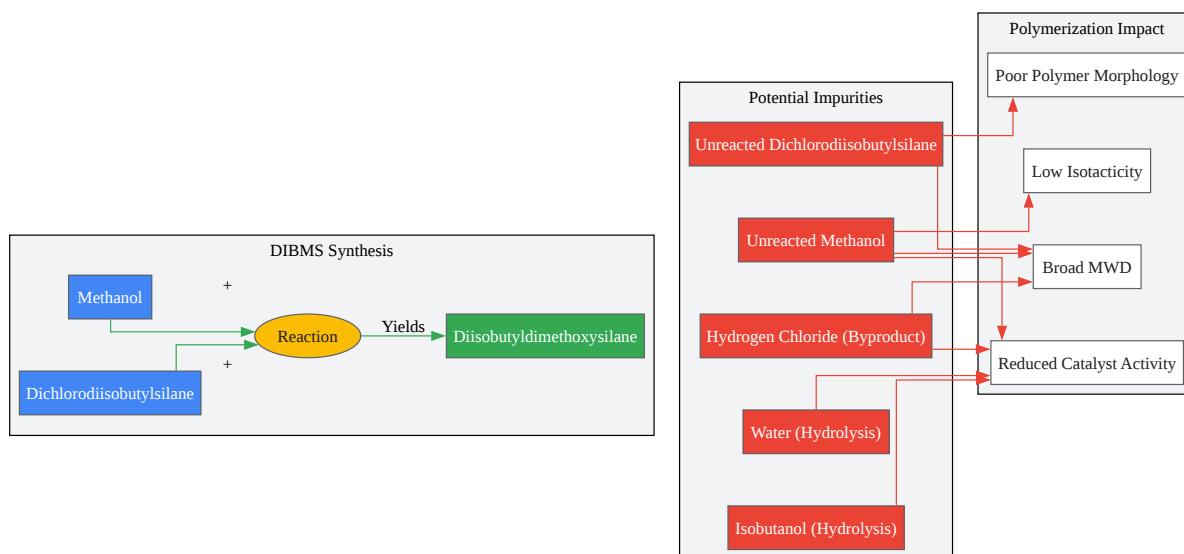 DIBMS Synthesis
Methanol
+
Reaction
Yields
Diisobutyldimethoxysilane
+
Dichlorodiisobutylsilane
Potential Impurities
Unreacted Dichlorodiisobutylsilane
Unreacted Methanol
Hydrogen Chloride (Byproduct)
Water (Hydrolysis)
Isobutanol (Hydrolysis)
Polymerization Impact
Poor Polymer Morphology
Low Isotacticity
Broad MWD
Reduced Catalyst Activity